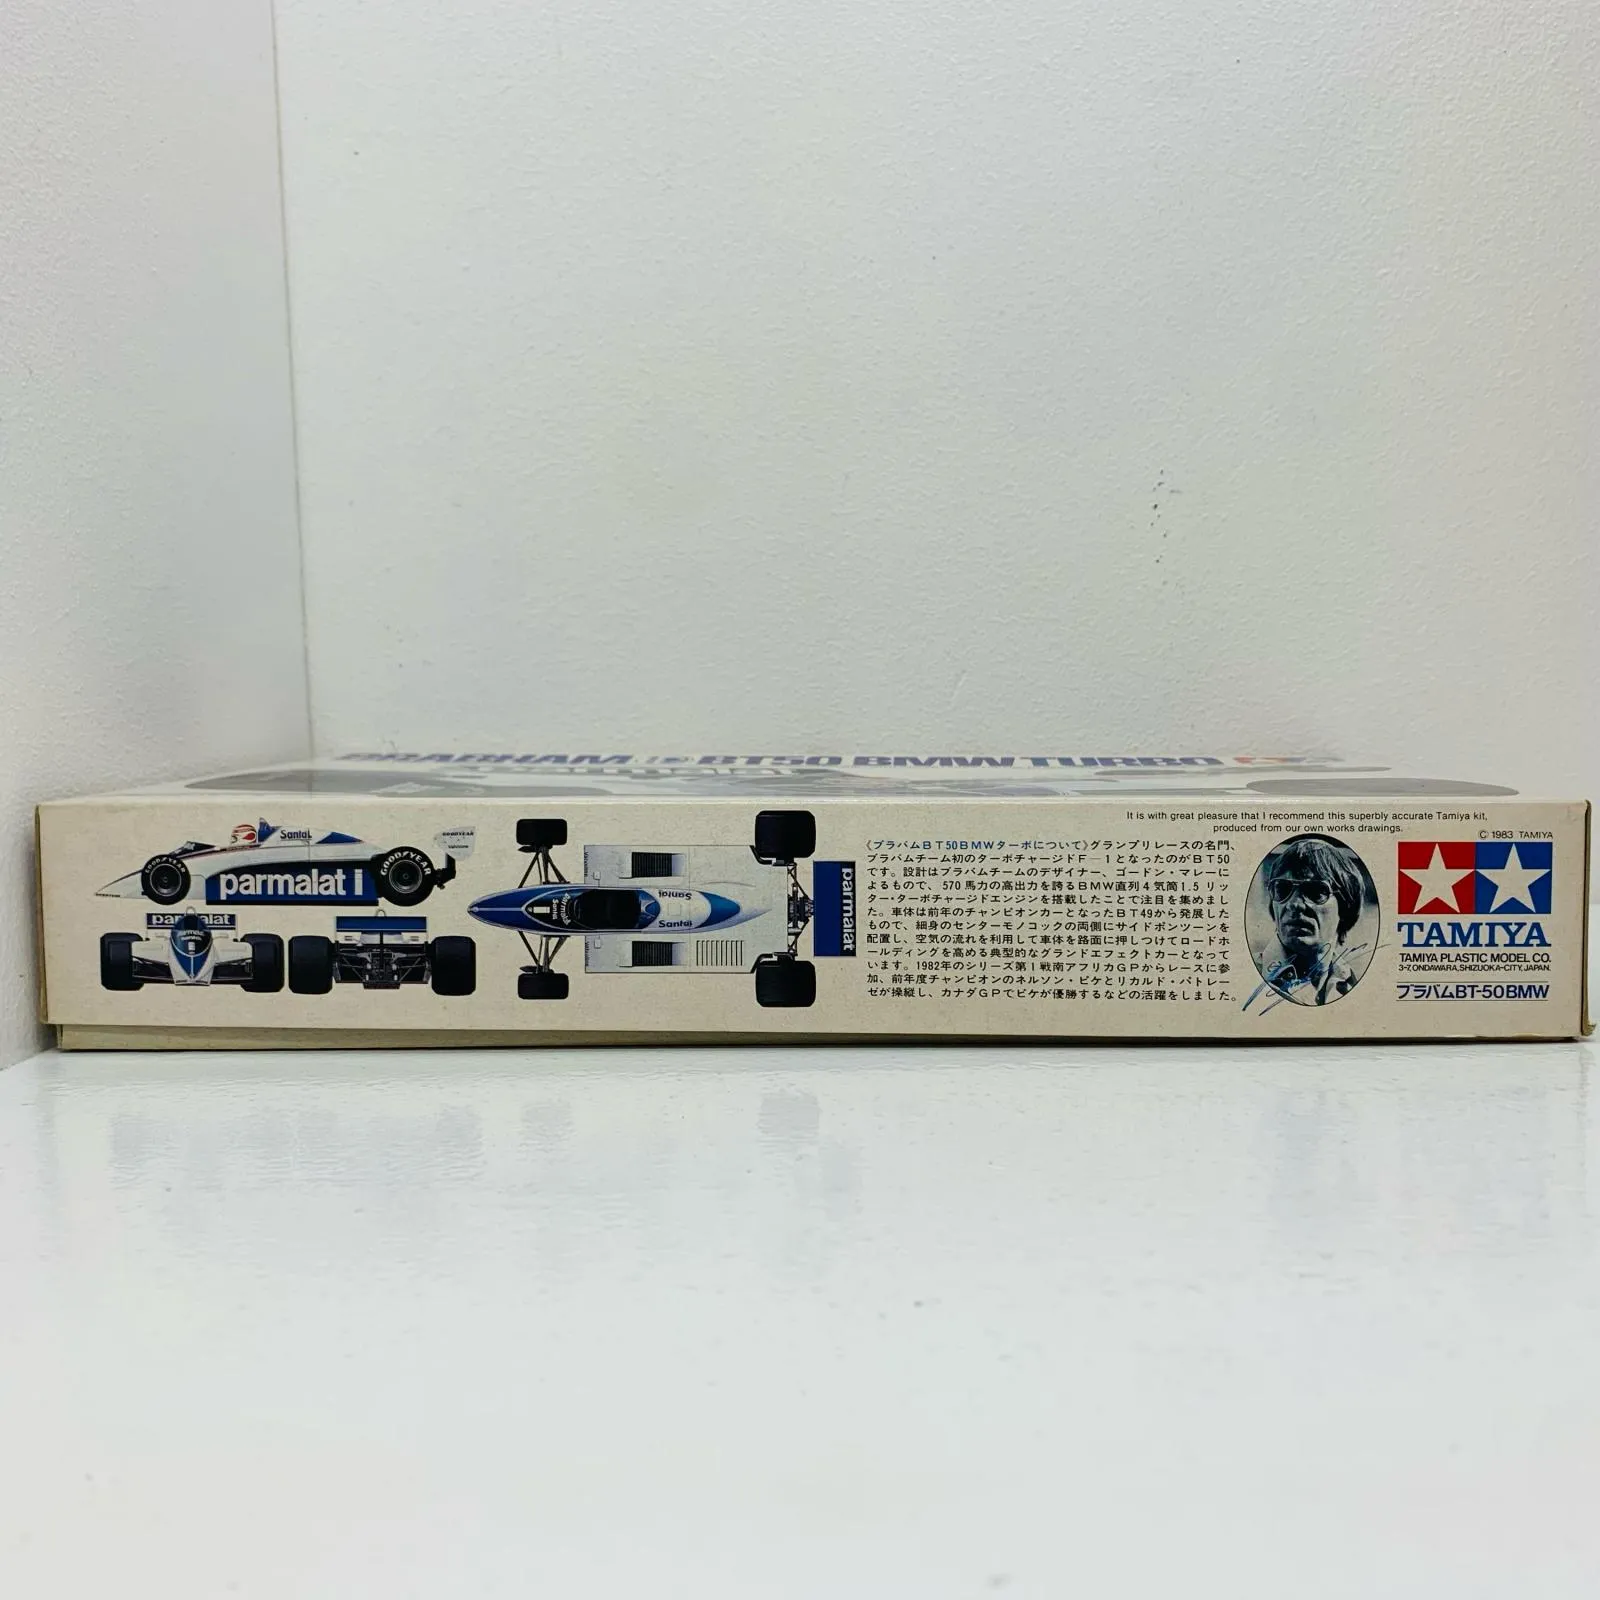 BRABHAM BT50 BMW TURBO
parmalat
It is with great pleasure that I recommend this superbly accurate Tamiya kit,
produced from our own works drawings.
© 1983 TAMIYA
Santal
GOODYEAR
GOODYEAR
parmalat
parmalat
parmalat
Santal
Santal
parmalat
Santal
parmalat
《ブラバムBT50BMWターボについて》グランプリレースの名門、
ブラバムチーム初のターボチャージドF-1となったのがBT50
です。設計はブラバムチームのデザイナー、ゴードン・マレーに
よるもので、570馬力の高出力を誇るBMW直列4気筒1.5リッ
ター・ターボチャージドエンジンを搭載したことで注目を集めまし
た。車体は前年のチャンピオンカーとなったBT49から発展した
もので、細身のセンターモノコックの両側にサイドポンツーンを
配置し、空気の流れを利用して車体を路面に押しつけてロードホ
ールディングを高める典型的なグランドエフェクトカーとなって
います。1982年のシリーズ第1戦南アフリカGPからレースに参
加、前年度チャンピオンのネルソン・ピケとリカルド・パトレー
ゼが操縦し、カナダGPでピケが優勝するなどの活躍をしました。
TAMIYA
TAMIYA PLASTIC MODEL CO.
3-7, ONDAWARA, SHIZUOKA-CITY, JAPAN.
ブラバムBT-50BMW